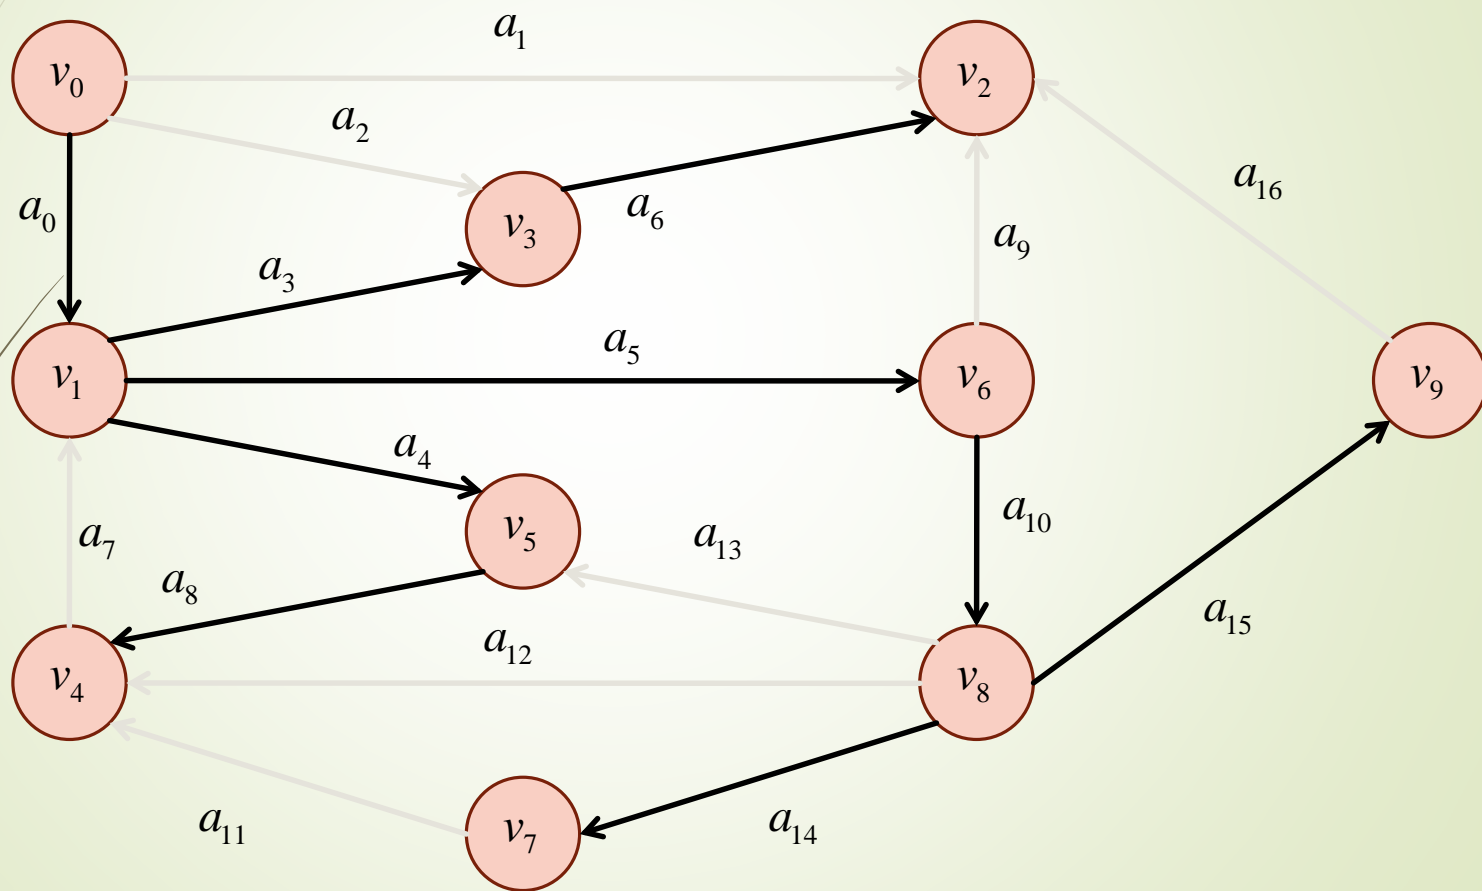 a₁
v₀
v₂
a₂
a₁₆
a₀
a₆
v₃
a₉
a₃
a₅
v₁
v₆
v₉
a₄
a₁₀
v₅
a₇
a₁₃
a₈
a₁₅
a₁₂
v₄
v₈
a₁₁
a₁₄
v₇